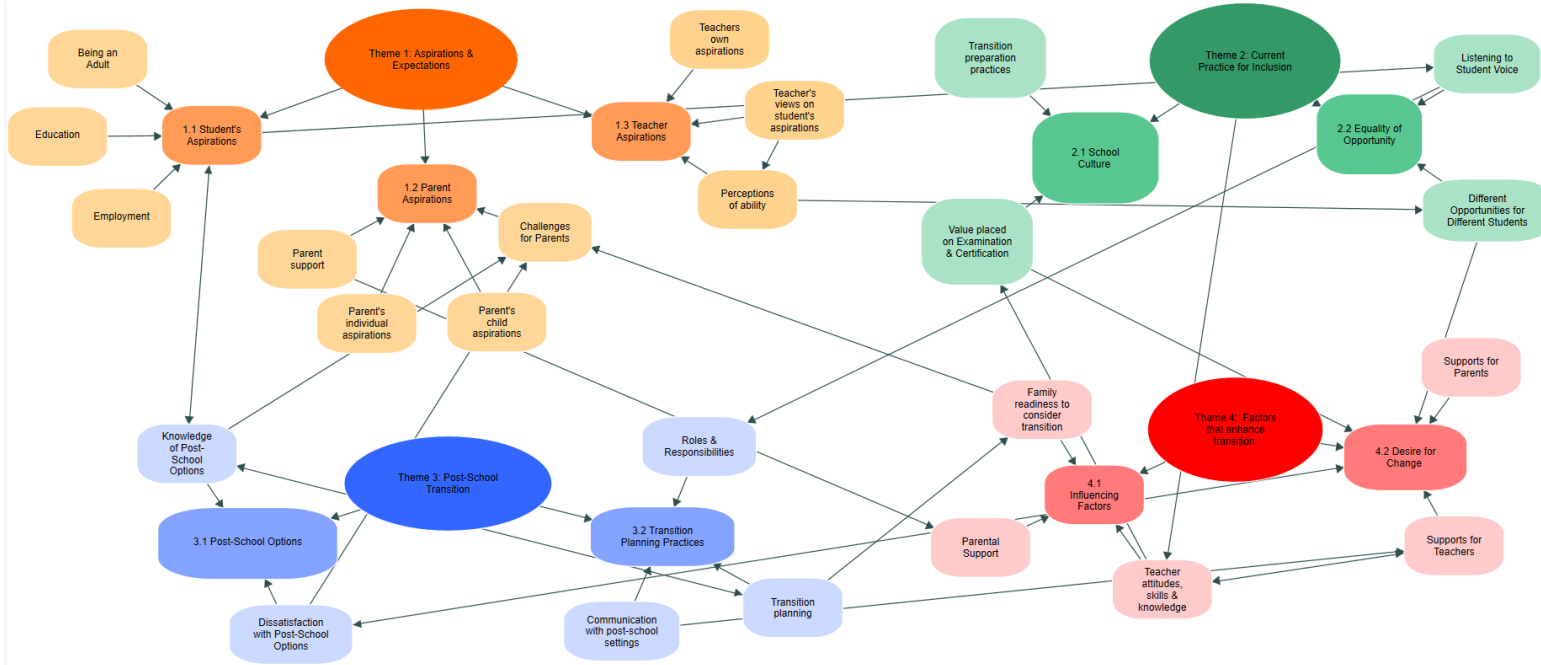 Being an
Adult
Theme 1: Aspirations &
Expectations
Teachers
own
aspirations
Transition
preparation
practices
Theme 2: Current
Practice for Inclusion
Listening to
Student Voice
Education
1.1 Student's
Aspirations
1.3 Teacher
Aspirations
Teacher's
views on
student's
aspirations
2.1 School
Culture
2.2 Equality of
Opportunity
Employment
1.2 Parent
Aspirations
Perceptions
of ability
Different
Opportunities for
Different Students
Parent
support
Challenges
for Parents
Value placed
on Examination
& Certification
Parent's
individual
aspirations
Parent's
child
aspirations
Supports for
Parents
Knowledge
of Post-
School
Options
Theme 3: Post-School
Transition
Roles &
Responsibilities
Family
readiness to
consider
transition
Theme 4:  Factors
that enhance
transition
4.2 Desire for
Change
3.1 Post-School Options
3.2 Transition
Planning Practices
4.1
Influencing
Factors
Parental
Support
Supports for
Teachers
Dissatisfaction
with Post-School
Options
Communication
with post-school
settings
Transition
planning
Teacher
attitudes,
skills &
knowledge